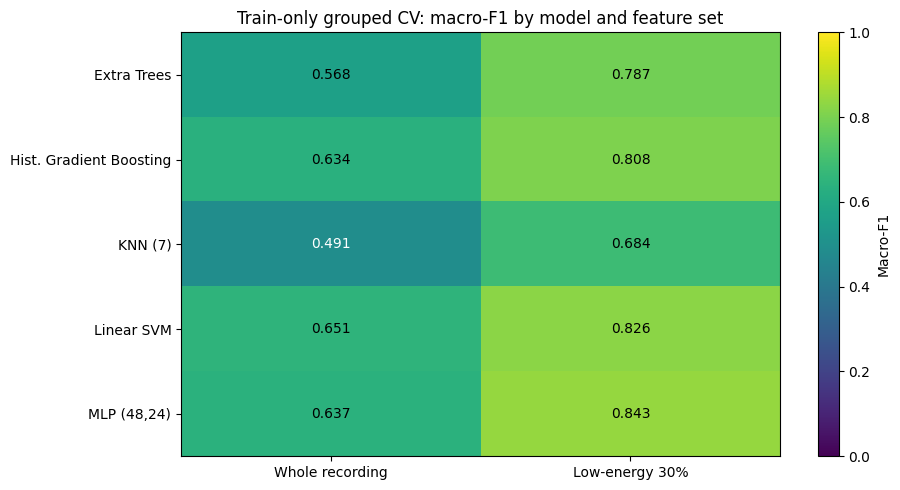 Train-only grouped CV: macro-F1 by model and feature set
Extra Trees
0.568
0.787
Hist. Gradient Boosting
0.634
0.808
KNN (7)
0.491
0.684
Linear SVM
0.651
0.826
MLP (48,24)
0.637
0.843
Whole recording
Low-energy 30%
1.0
0.8
0.6
0.4
0.2
0.0
Macro-F1